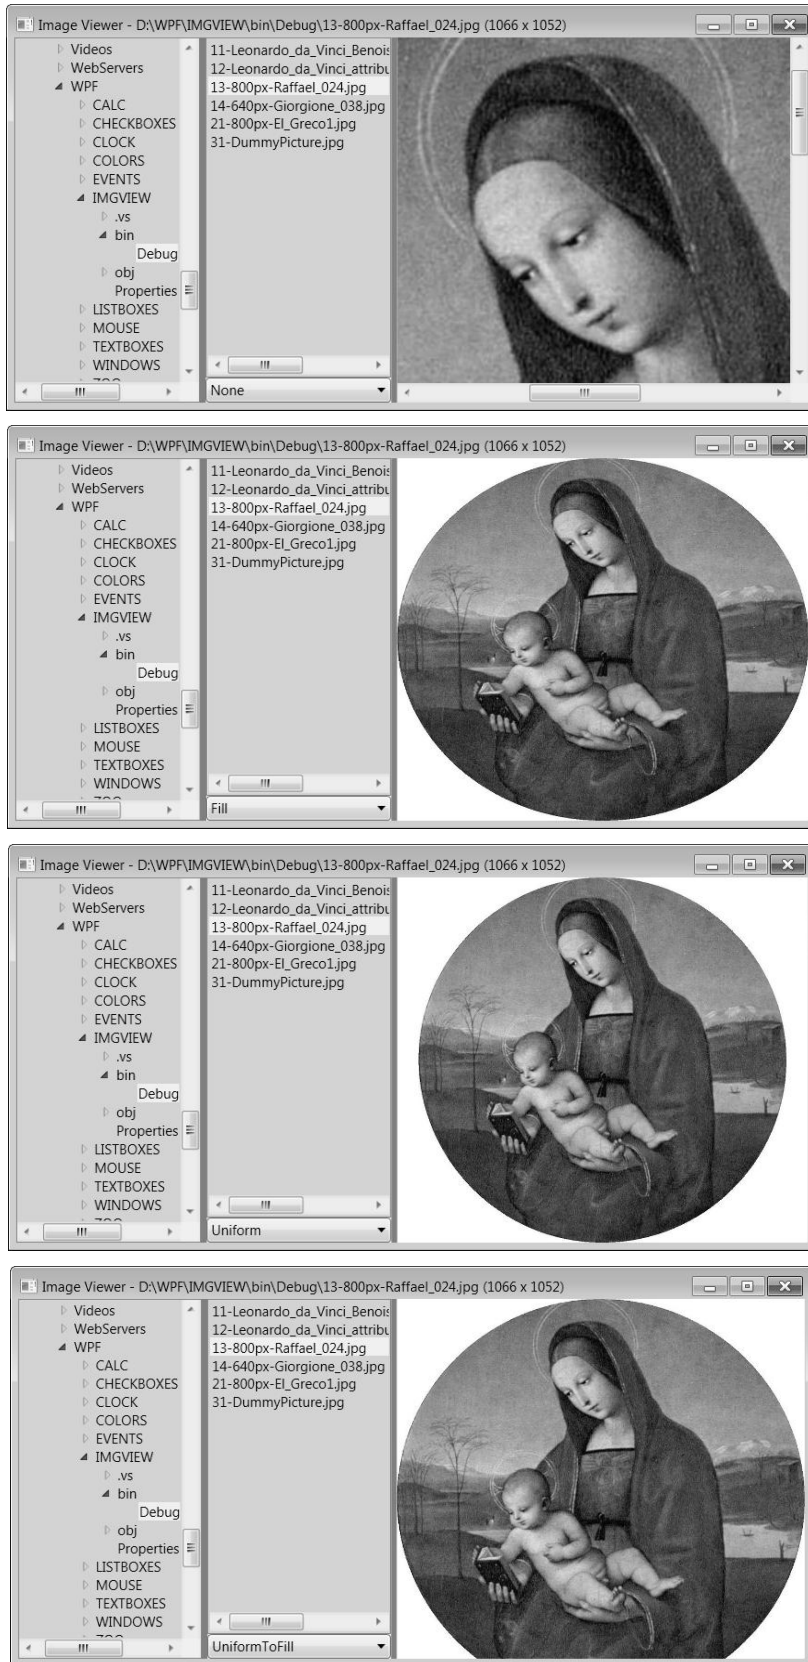 Image Viewer - D:\WPF\IMGVIEW\bin\Debug\13-800px-Raffael_024.jpg (1066 x 1052)
Videos
WebServers
WPF
CALC
CHECKBOXES
CLOCK
COLORS
EVENTS
IMGVIEW
.vs
bin
Debug
obj
Properties
LISTBOXES
MOUSE
TEXTBOXES
WINDOWS
11-Leonardo_da_Vinci_Benois
12-Leonardo_da_Vinci_attribu
13-800px-Raffael_024.jpg
14-640px-Giorgione_038.jpg
21-800px-El_Greco1.jpg
31-DummyPicture.jpg
None
Image Viewer - D:\WPF\IMGVIEW\bin\Debug\13-800px-Raffael_024.jpg (1066 x 1052)
Videos
WebServers
WPF
CALC
CHECKBOXES
CLOCK
COLORS
EVENTS
IMGVIEW
.vs
bin
Debug
obj
Properties
LISTBOXES
MOUSE
TEXTBOXES
WINDOWS
11-Leonardo_da_Vinci_Benois
12-Leonardo_da_Vinci_attribu
13-800px-Raffael_024.jpg
14-640px-Giorgione_038.jpg
21-800px-El_Greco1.jpg
31-DummyPicture.jpg
Fill
Image Viewer - D:\WPF\IMGVIEW\bin\Debug\13-800px-Raffael_024.jpg (1066 x 1052)
Videos
WebServers
WPF
CALC
CHECKBOXES
CLOCK
COLORS
EVENTS
IMGVIEW
.vs
bin
Debug
obj
Properties
LISTBOXES
MOUSE
TEXTBOXES
WINDOWS
11-Leonardo_da_Vinci_Benois
12-Leonardo_da_Vinci_attribu
13-800px-Raffael_024.jpg
14-640px-Giorgione_038.jpg
21-800px-El_Greco1.jpg
31-DummyPicture.jpg
Uniform
Image Viewer - D:\WPF\IMGVIEW\bin\Debug\13-800px-Raffael_024.jpg (1066 x 1052)
Videos
WebServers
WPF
CALC
CHECKBOXES
CLOCK
COLORS
EVENTS
IMGVIEW
.vs
bin
Debug
obj
Properties
LISTBOXES
MOUSE
TEXTBOXES
WINDOWS
11-Leonardo_da_Vinci_Benois
12-Leonardo_da_Vinci_attribu
13-800px-Raffael_024.jpg
14-640px-Giorgione_038.jpg
21-800px-El_Greco1.jpg
31-DummyPicture.jpg
UniformToFill